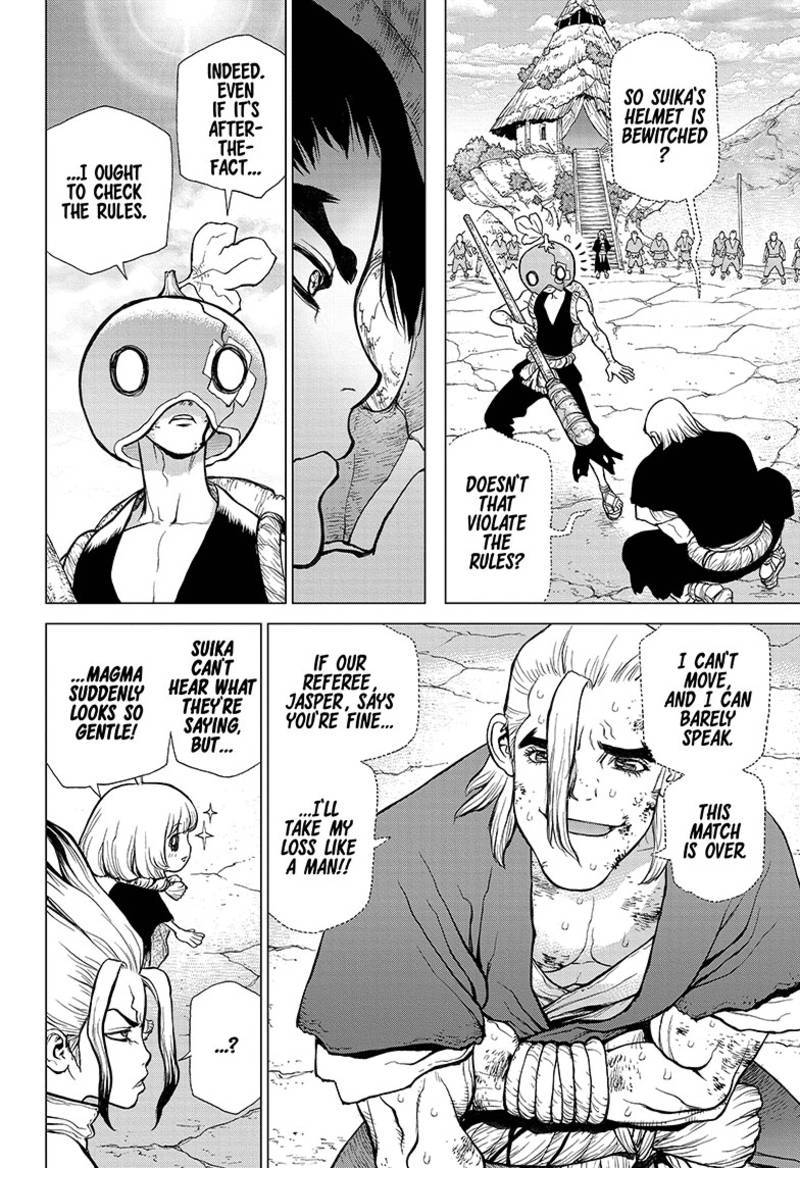 SO SUIKA'S
HELMET IS
BEWITCHED
?
DOESN'T
THAT
VIOLATE
THE
RULES?
INDEED.
EVEN
IF IT'S
AFTER-
THE-
FACT...
...I OUGHT
TO CHECK
THE RULES.
I CAN'T
MOVE,
AND I CAN
BARELY
SPEAK.
THIS
MATCH
IS OVER.
IF OUR
REFEREE,
JASPER, SAYS
YOU'RE FINE...
...I'LL
TAKE MY
LOSS LIKE
A MAN!!
SUIKA
CAN'T
HEAR WHAT
THEY'RE
SAYING,
BUT...
...MAGMA
SUDDENLY
LOOKS SO
GENTLE!
...?